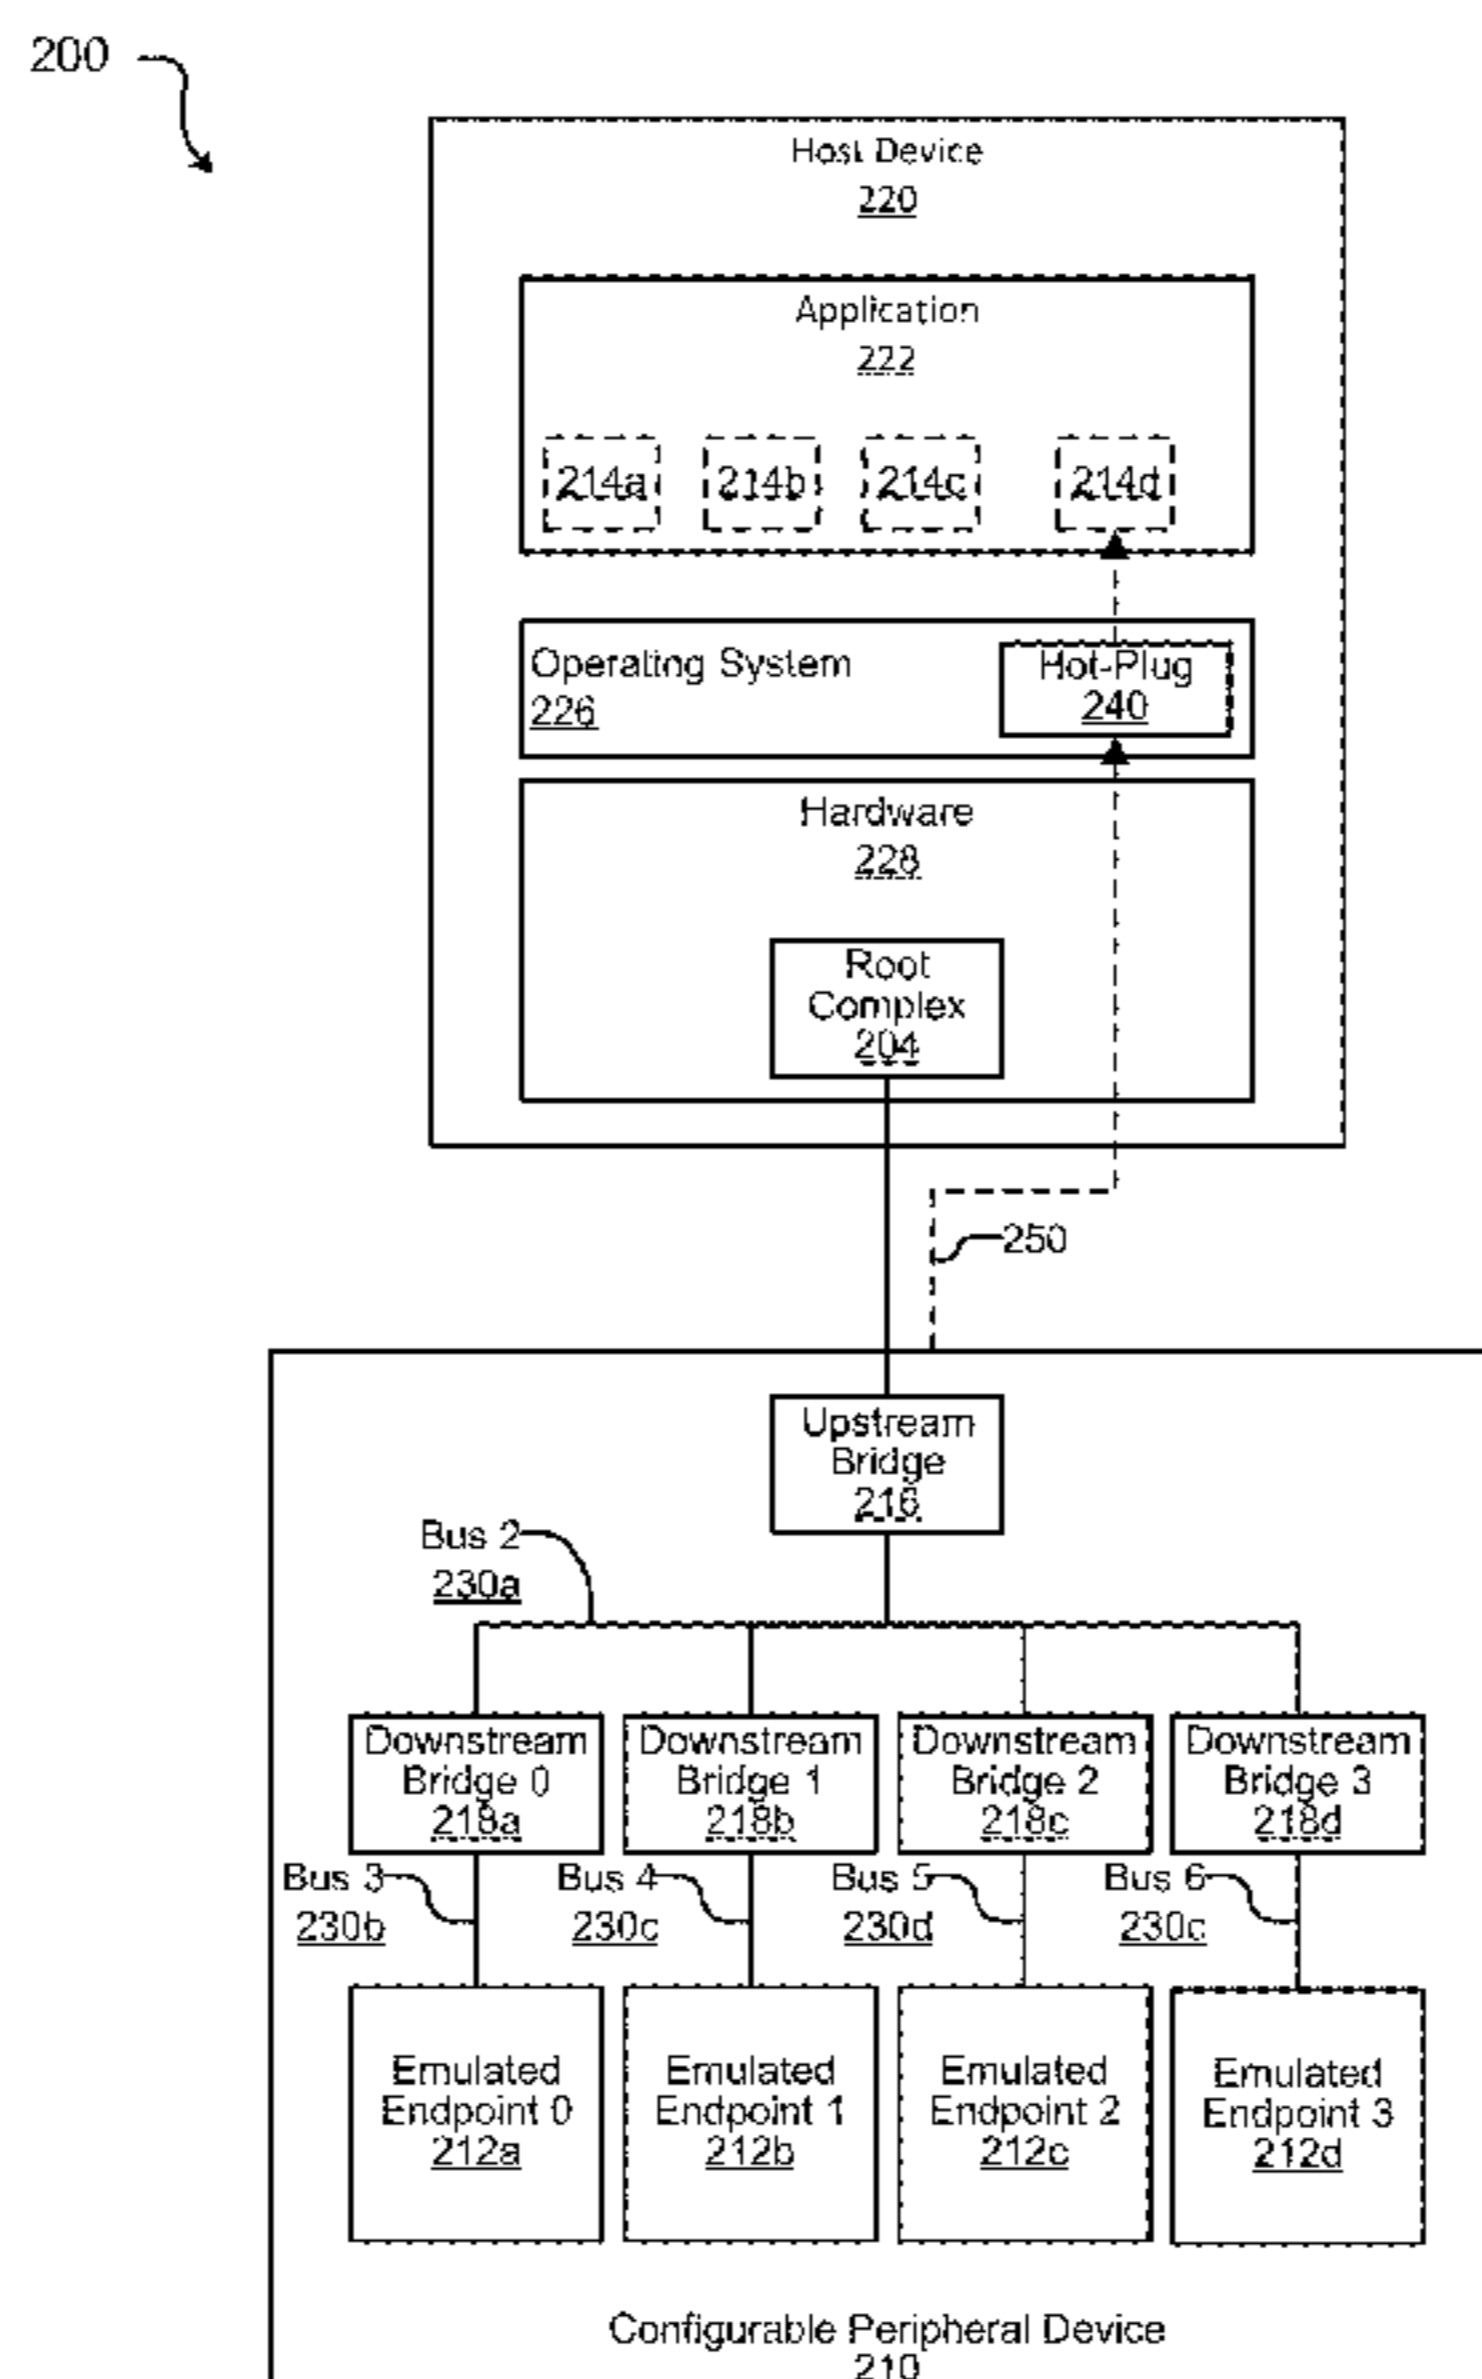 200
Host Device
220
Application
222
214a 214b 214c 214d
Operating System
226
Hot-Plug
240
Hardware
228
Root
Complex
204
250
Upstream
Bridge
216
Bus 2
230a
Downstream
Bridge 0
218a
Downstream
Bridge 1
218b
Downstream
Bridge 2
218c
Downstream
Bridge 3
218d
Bus 3
230b
Bus 4
230c
Bus 5
230d
Bus 6
Emulated
Endpoint 0
212a
Emulated
Endpoint 1
212b
Emulated
Endpoint 2
212c
Emulated
Endpoint 3
212d
Configurable Peripheral Device
210